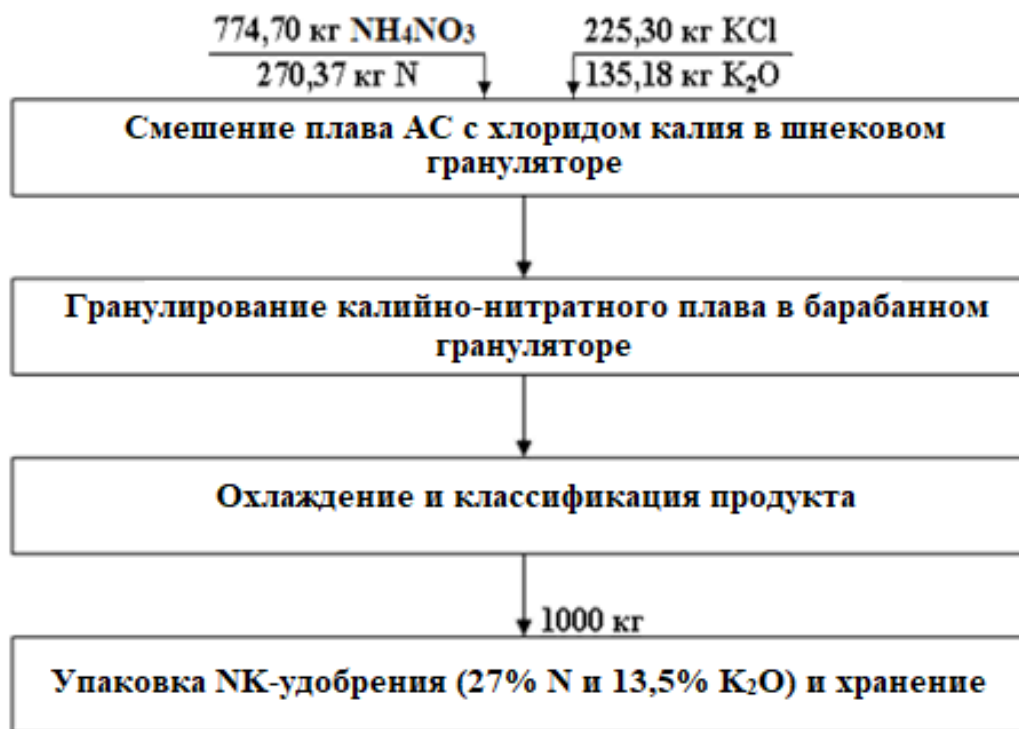 774,70 кг NH₄NO₃
270,37 кг N
225,30 кг KCl
135,18 кг K₂O
Смешение плава АС с хлоридом калия в шнековом
грануляторе
Гранулирование калийно-нитратного плава в барабанном
грануляторе
Охлаждение и классификация продукта
1000 кг
Упаковка NK-удобрения (27% N и 13,5% K₂O) и хранение